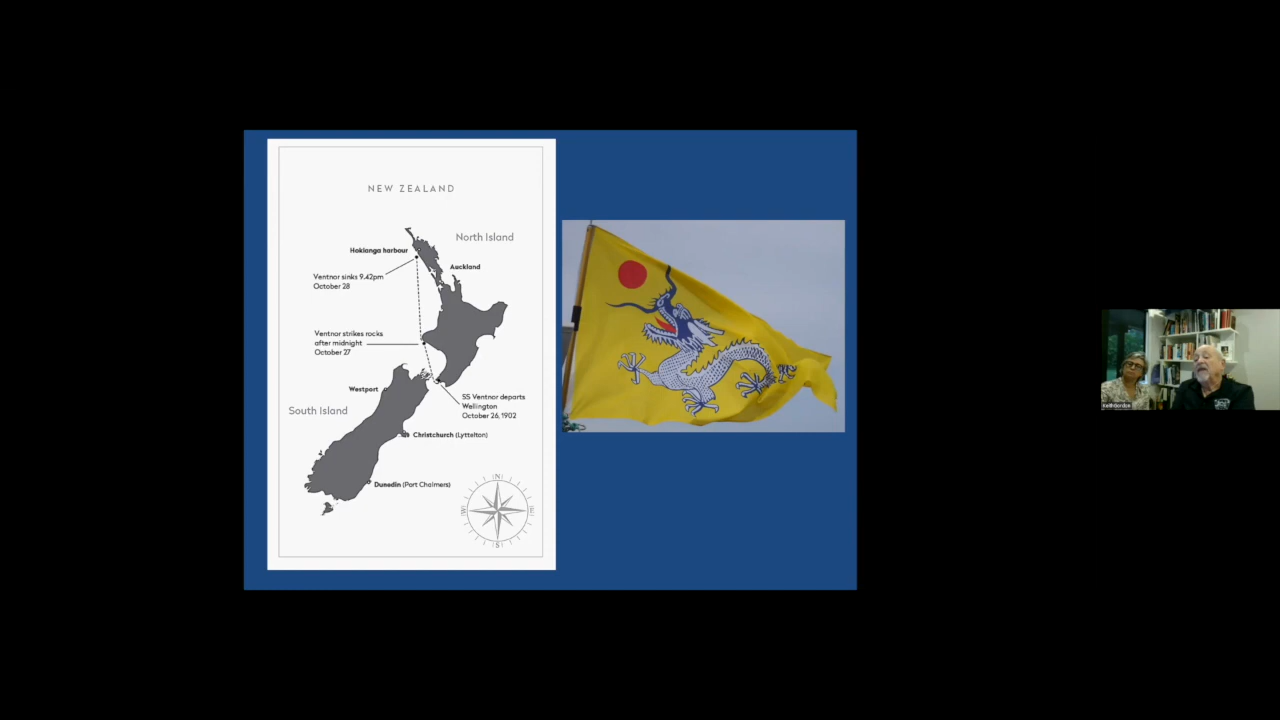 NEW ZEALAND
North Island
Hokianga harbour
Auckland
Ventnor sinks 9.42pm
October 28
Ventnor strikes rocks
after midnight
October 27
Westport
SS Ventnor departs
Wellington
October 26, 1902
South Island
Christchurch (Lyttelton)
Dunedin (Port Chalmers)
N
W
E
S